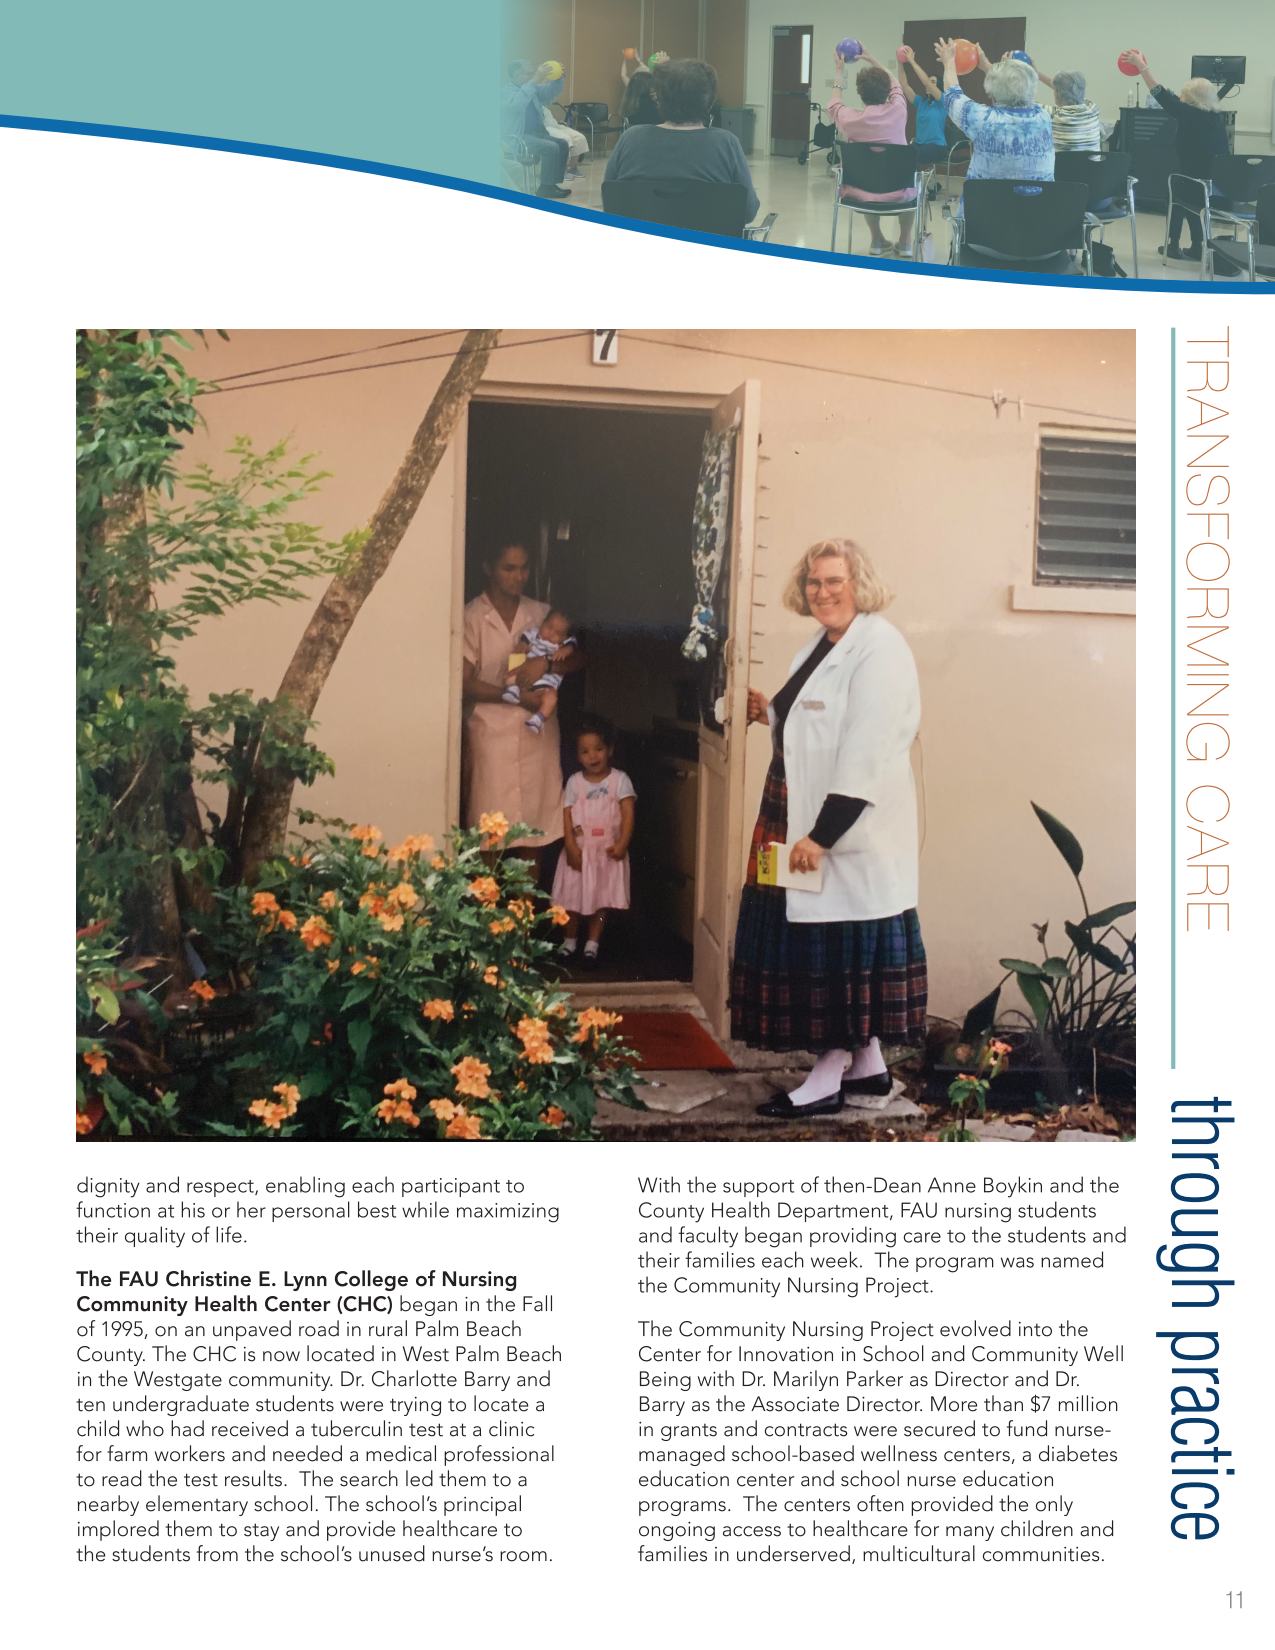 7
TRANSFORMING CARE
through practice
dignity and respect, enabling each participant to
function at his or her personal best while maximizing
their quality of life.
The FAU Christine E. Lynn College of Nursing
Community Health Center (CHC) began in the Fall
of 1995, on an unpaved road in rural Palm Beach
County. The CHC is now located in West Palm Beach
in the Westgate community. Dr. Charlotte Barry and
ten undergraduate students were trying to locate a
child who had received a tuberculin test at a clinic
for farm workers and needed a medical professional
to read the test results.  The search led them to a
nearby elementary school. The school’s principal
implored them to stay and provide healthcare to
the students from the school’s unused nurse’s room.
With the support of then-Dean Anne Boykin and the
County Health Department, FAU nursing students
and faculty began providing care to the students and
their families each week.  The program was named
the Community Nursing Project.
The Community Nursing Project evolved into the
Center for Innovation in School and Community Well
Being with Dr. Marilyn Parker as Director and Dr.
Barry as the Associate Director. More than $7 million
in grants and contracts were secured to fund nurse-
managed school-based wellness centers, a diabetes
education center and school nurse education
programs.  The centers often provided the only
ongoing access to healthcare for many children and
families in underserved, multicultural communities.
11